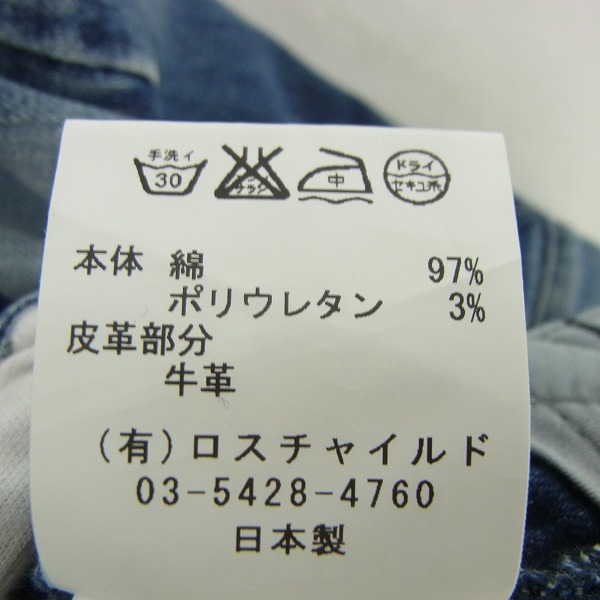 手洗イ 30 中 ドライ セキユ系
本体 綿 97%
ポリウレタン 3%
皮革部分
牛革
(有)ロスチャイルド
03-5428-4760
日本製